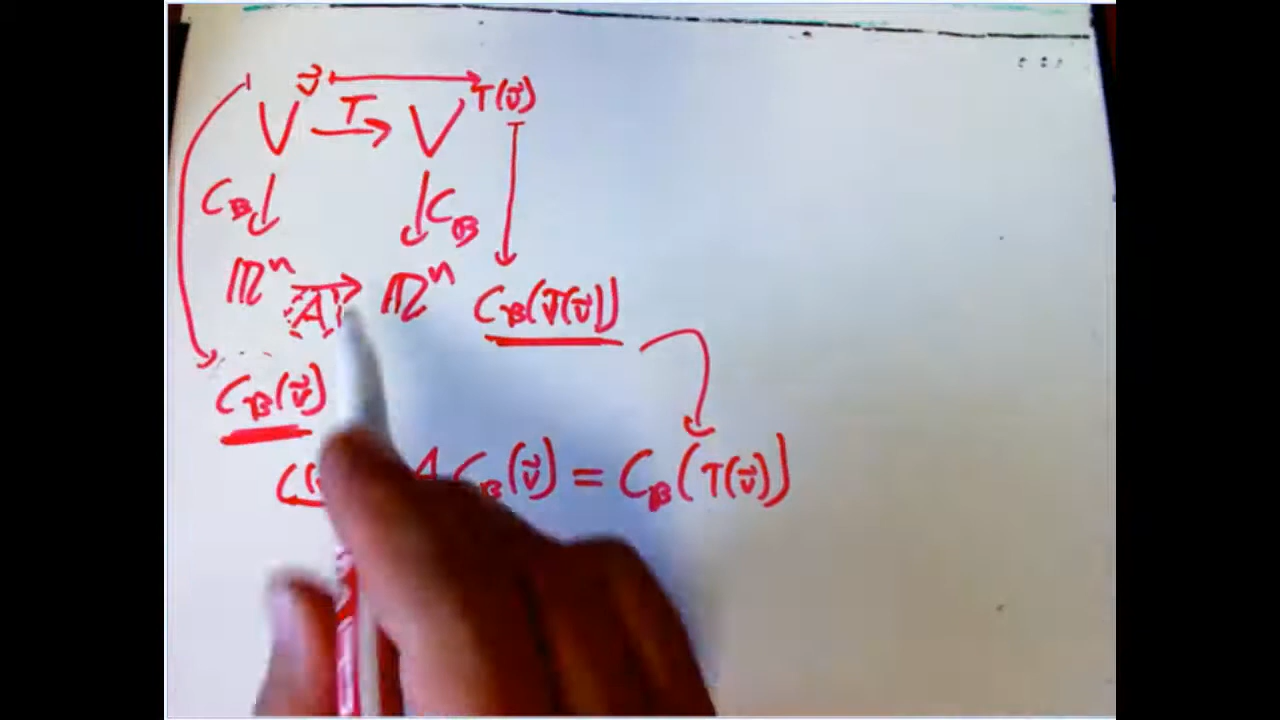 v⃗ ↦ T(v⃗)
V T→ V
C_B ↓ ↓ C_B
ℝⁿ A→ ℝⁿ C_B(T(v⃗))
C_B(v⃗)
A C_B(v⃗) = C_B(T(v⃗))